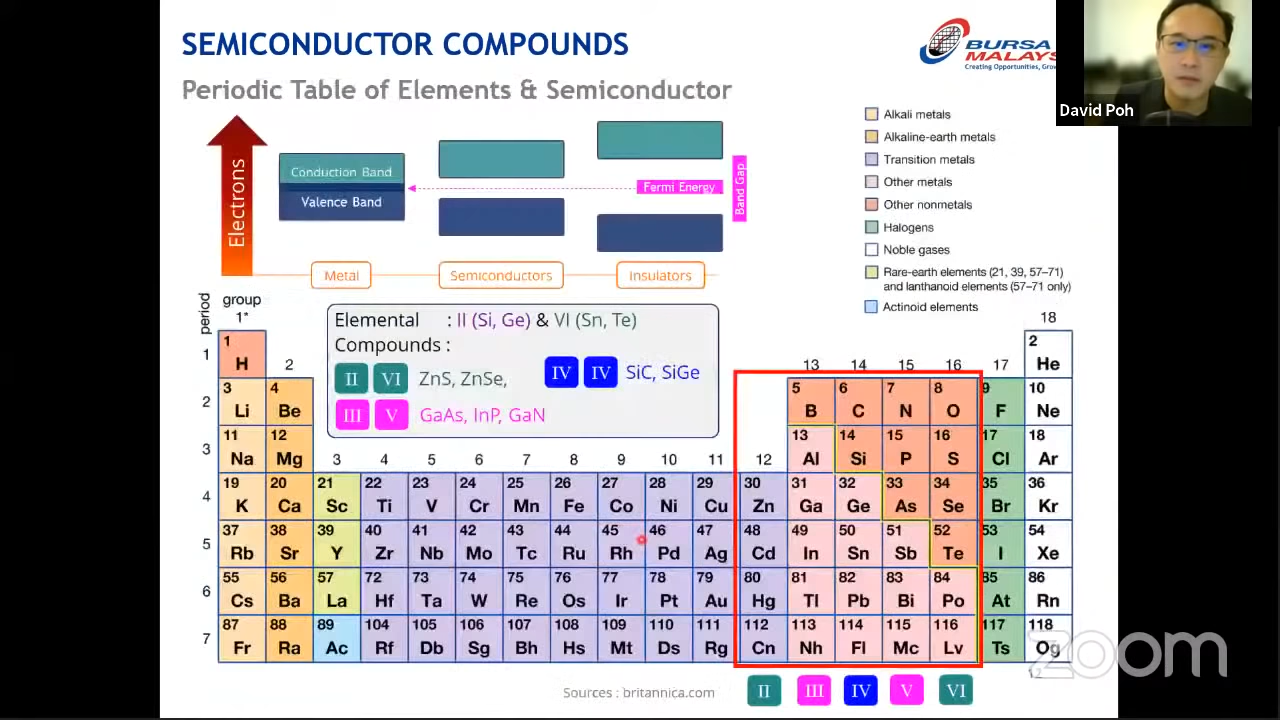 SEMICONDUCTOR COMPOUNDS
BURSA
MALAYS
Creating Opportunities, Grow
David Poh
Periodic Table of Elements & Semiconductor
Electrons
Conduction Band
Valence Band
Fermi Energy
Band Gap
Metal
Semiconductors
Insulators
Alkali metals
Alkaline-earth metals
Transition metals
Other metals
Other nonmetals
Halogens
Noble gases
Rare-earth elements (21, 39, 57–71)
and lanthanoid elements (57–71 only)
Actinoid elements
Elemental : II (Si, Ge) & VI (Sn, Te)
Compounds :
II VI ZnS, ZnSe,
IV IV SiC, SiGe
III V GaAs, InP, GaN
period
group
1* 2 3 4 5 6 7 8 9 10 11 12 13 14 15 16 17 18
1 1 H 2 He
2 3 Li 4 Be 5 B 6 C 7 N 8 O 9 F 10 Ne
3 11 Na 12 Mg 13 Al 14 Si 15 P 16 S 17 Cl 18 Ar
4 19 K 20 Ca 21 Sc 22 Ti 23 V 24 Cr 25 Mn 26 Fe 27 Co 28 Ni 29 Cu 30 Zn 31 Ga 32 Ge 33 As 34 Se 35 Br 36 Kr
5 37 Rb 38 Sr 39 Y 40 Zr 41 Nb 42 Mo 43 Tc 44 Ru 45 Rh 46 Pd 47 Ag 48 Cd 49 In 50 Sn 51 Sb 52 Te 53 I 54 Xe
6 55 Cs 56 Ba 57 La 72 Hf 73 Ta 74 W 75 Re 76 Os 77 Ir 78 Pt 79 Au 80 Hg 81 Tl 82 Pb 83 Bi 84 Po 85 At 86 Rn
7 87 Fr 88 Ra 89 Ac 104 Rf 105 Db 106 Sg 107 Bh 108 Hs 109 Mt 110 Ds 111 Rg 112 Cn 113 Nh 114 Fl 115 Mc 116 Lv 117 Ts 118 Og
II III IV V VI
Sources : britannica.com
zoom